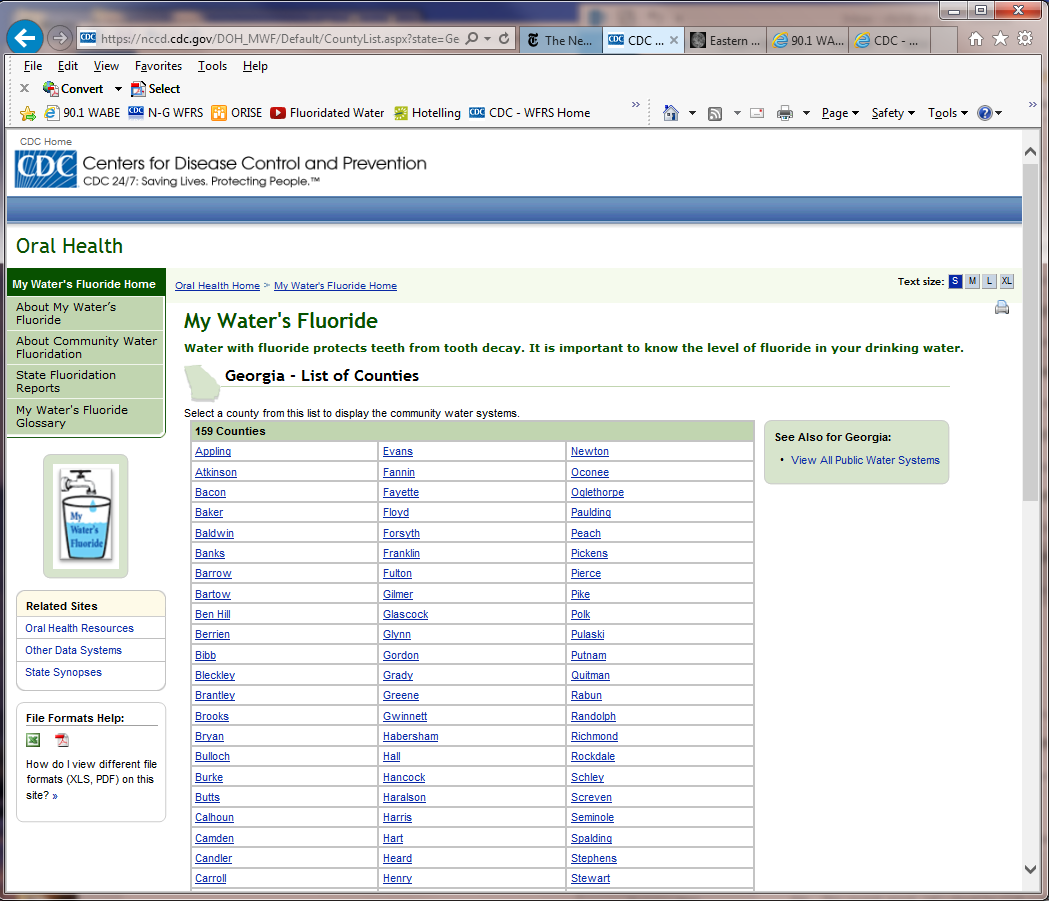 https://nccd.cdc.gov/DOH_MWF/Default/CountyList.aspx?state=Ge
The Ne...
CDC ...
Eastern ...
90.1 WA...
CDC - ...
File Edit View Favorites Tools Help
Convert Select
90.1 WABE N-G WFRS ORISE Fluoridated Water Hotelling CDC - WFRS Home
Page Safety Tools
CDC Home
CDC Centers for Disease Control and Prevention
CDC 24/7: Saving Lives. Protecting People.™
Oral Health
My Water's Fluoride Home
About My Water's
Fluoride
About Community Water
Fluoridation
State Fluoridation
Reports
My Water's Fluoride
Glossary
My
Water's
Fluoride
Related Sites
Oral Health Resources
Other Data Systems
State Synopses
File Formats Help:
How do I view different file
formats (XLS, PDF) on this
site? »
Oral Health Home > My Water's Fluoride Home
Text size: S M L XL
My Water's Fluoride
Water with fluoride protects teeth from tooth decay. It is important to know the level of fluoride in your drinking water.
Georgia - List of Counties
Select a county from this list to display the community water systems.
159 Counties
Appling Evans Newton
Atkinson Fannin Oconee
Bacon Fayette Oglethorpe
Baker Floyd Paulding
Baldwin Forsyth Peach
Banks Franklin Pickens
Barrow Fulton Pierce
Bartow Gilmer Pike
Ben Hill Glascock Polk
Berrien Glynn Pulaski
Bibb Gordon Putnam
Bleckley Grady Quitman
Brantley Greene Rabun
Brooks Gwinnett Randolph
Bryan Habersham Richmond
Bulloch Hall Rockdale
Burke Hancock Schley
Butts Haralson Screven
Calhoun Harris Seminole
Camden Hart Spalding
Candler Heard Stephens
Carroll Henry Stewart
See Also for Georgia:
• View All Public Water Systems